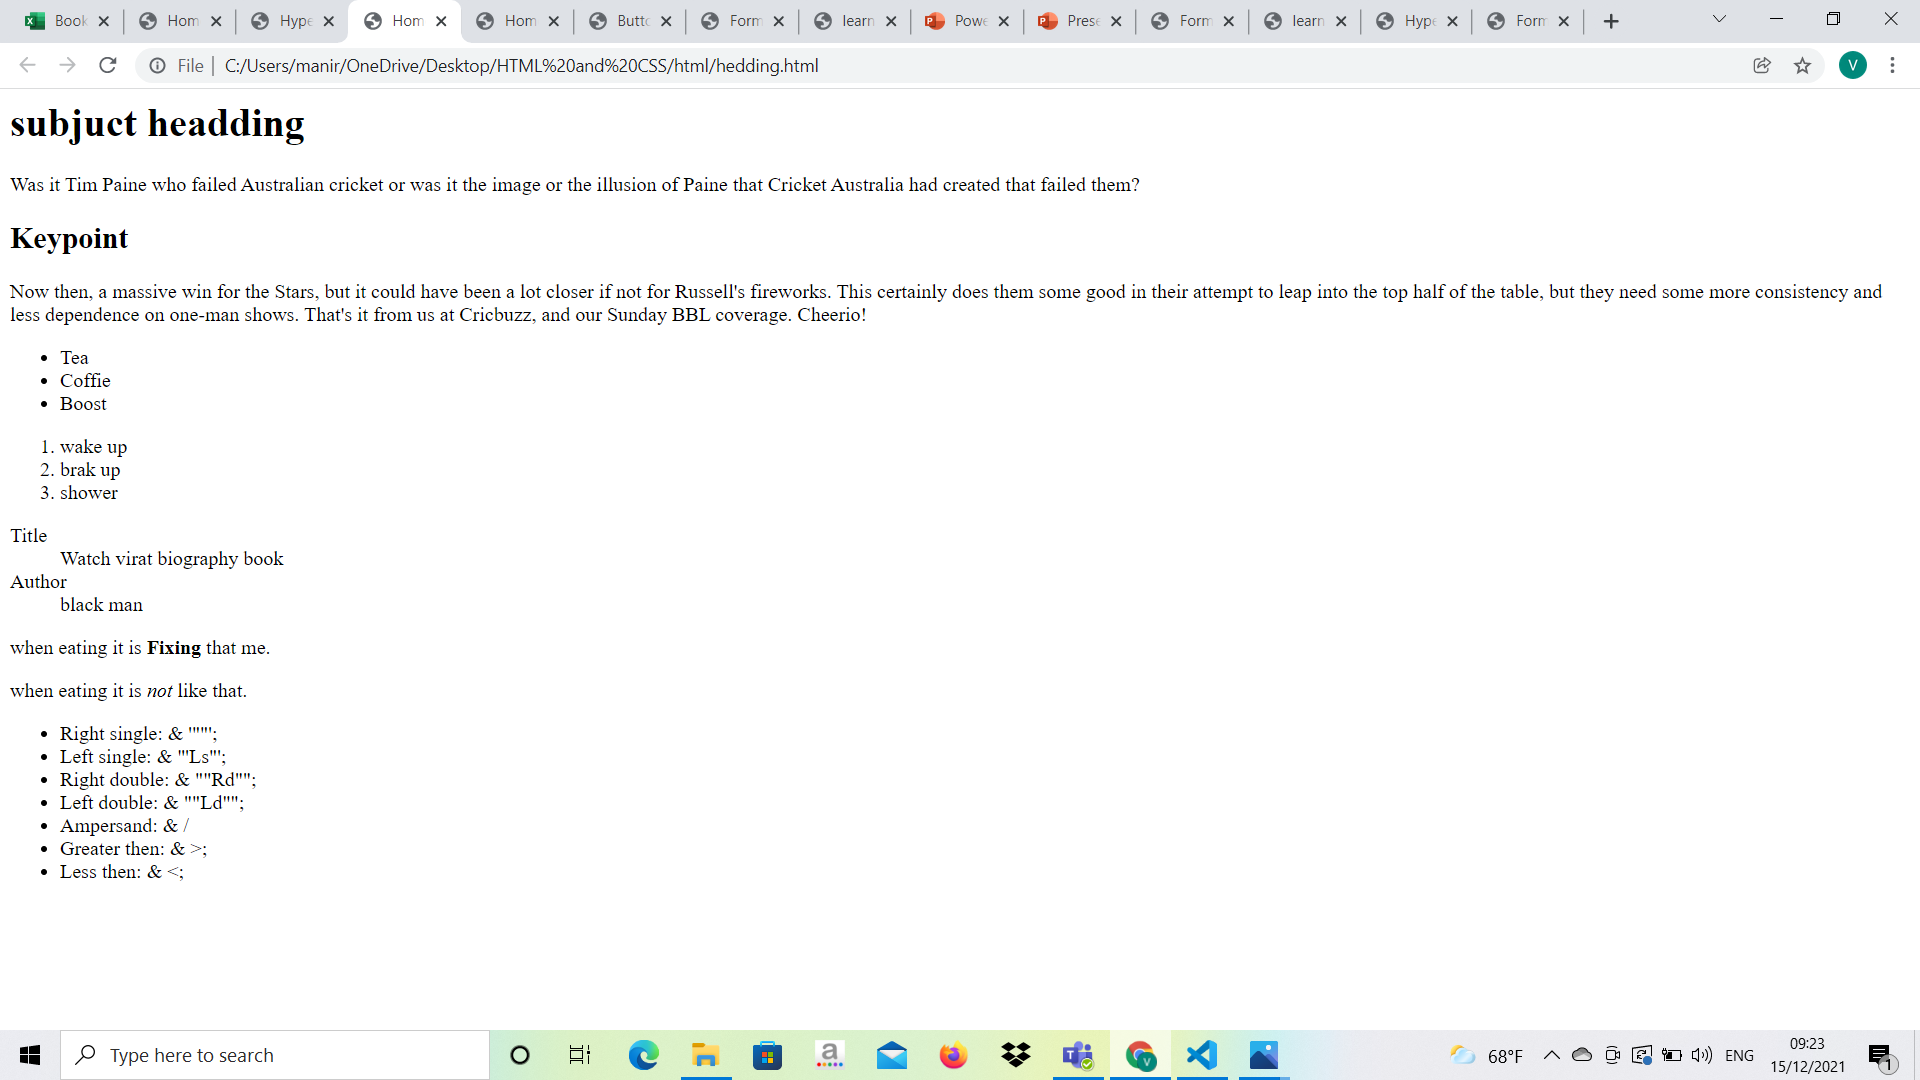 Book
Hom
Hype
Hom
Hom
Butto
Form
learn
Powe
Prese
Form
learn
Hype
Form
File
C:/Users/manir/OneDrive/Desktop/HTML%20and%20CSS/html/hedding.html
V
subjuct headding
Was it Tim Paine who failed Australian cricket or was it the image or the illusion of Paine that Cricket Australia had created that failed them?
Keypoint
Now then, a massive win for the Stars, but it could have been a lot closer if not for Russell's fireworks. This certainly does them some good in their attempt to leap into the top half of the table, but they need some more consistency and
less dependence on one-man shows. That's it from us at Cricbuzz, and our Sunday BBL coverage. Cheerio!
• Tea
• Coffie
• Boost
1. wake up
2. brak up
3. shower
Title
Watch virat biography book
Author
black man
when eating it is Fixing that me.
when eating it is not like that.
• Right single: & '"'"';
• Left single: & "'Ls"';
• Right double: & ""Rd"";
• Left double: & ""Ld"";
• Ampersand: & /
• Greater then: & >;
• Less then: & <;
Type here to search
68°F
ENG
09:23
15/12/2021
1